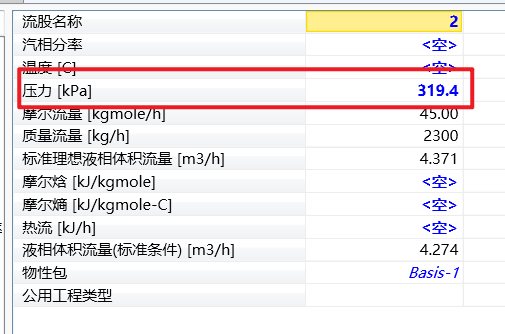 流股名称 2
汽相分率 <空>
温度 [C] <空>
压力 [kPa] 319.4
摩尔流量 [kgmole/h] 45.00
质量流量 [kg/h] 2300
标准理想液相体积流量 [m3/h] 4.371
摩尔焓 [kJ/kgmole] <空>
摩尔熵 [kJ/kgmole-C] <空>
热流 [kJ/h] <空>
液相体积流量(标准条件) [m3/h] 4.274
物性包 Basis-1
公用工程类型